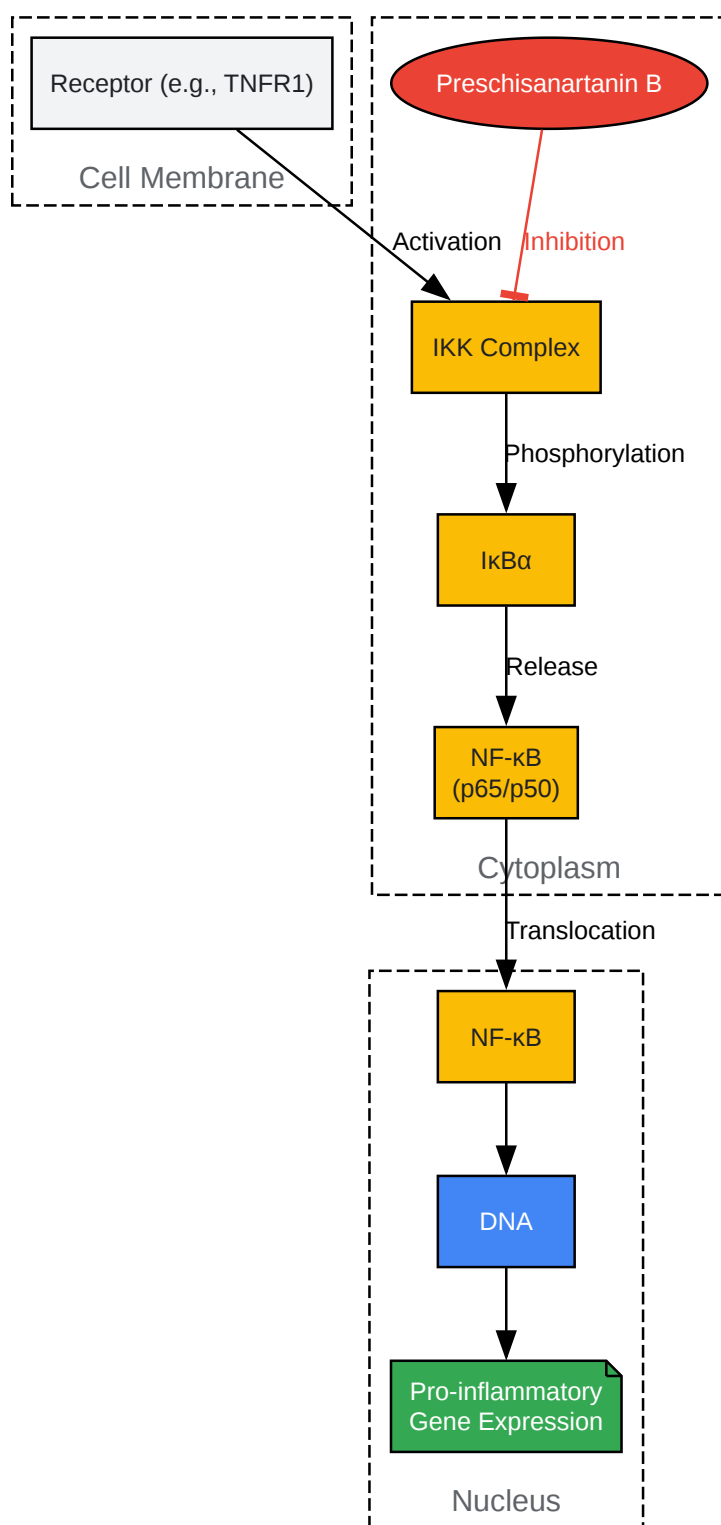 Receptor (e.g., TNFR1)
Preschisanartanin B
Cell Membrane
Activation
Inhibition
IKK Complex
Phosphorylation
IκBα
Release
NF-κB
(p65/p50)
Cytoplasm
Translocation
NF-κB
DNA
Pro-inflammatory
Gene Expression
Nucleus